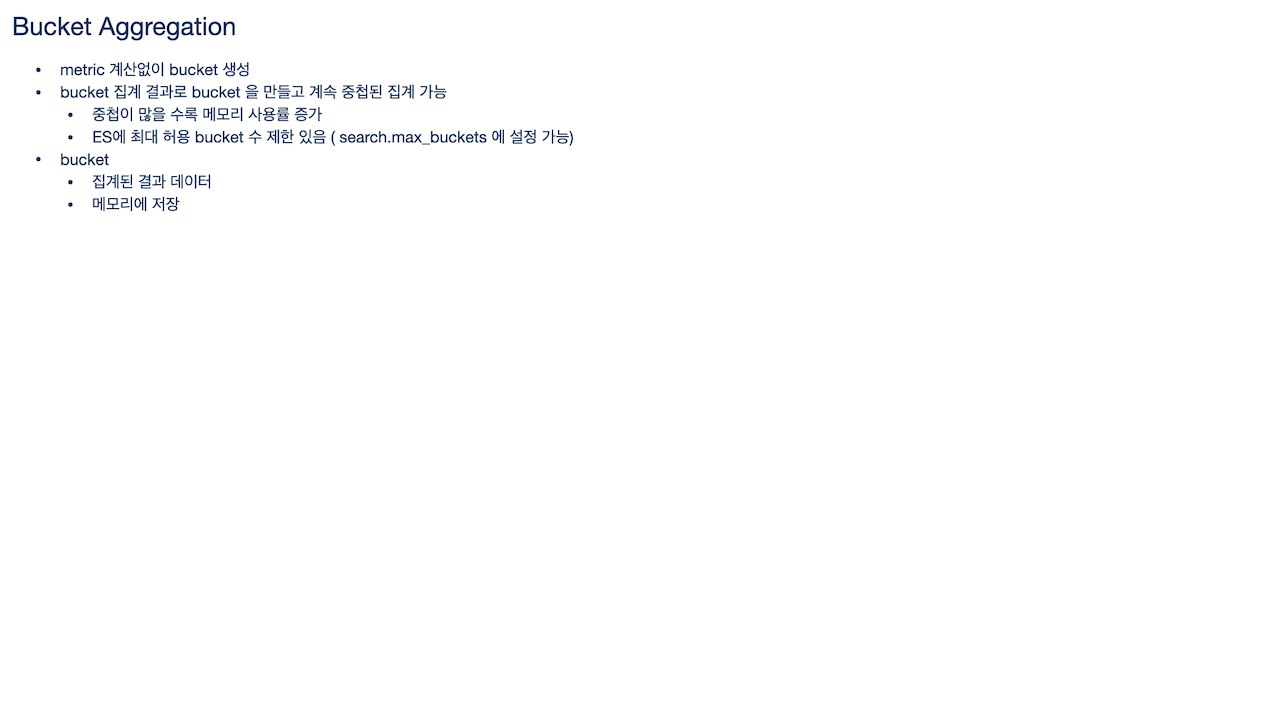 Bucket Aggregation
• metric 계산없이 bucket 생성
• bucket 집계 결과로 bucket 을 만들고 계속 중첩된 집계 가능
• 중첩이 많을 수록 메모리 사용률 증가
• ES에 최대 허용 bucket 수 제한 있음 ( search.max_buckets 에 설정 가능)
• bucket
• 집계된 결과 데이터
• 메모리에 저장